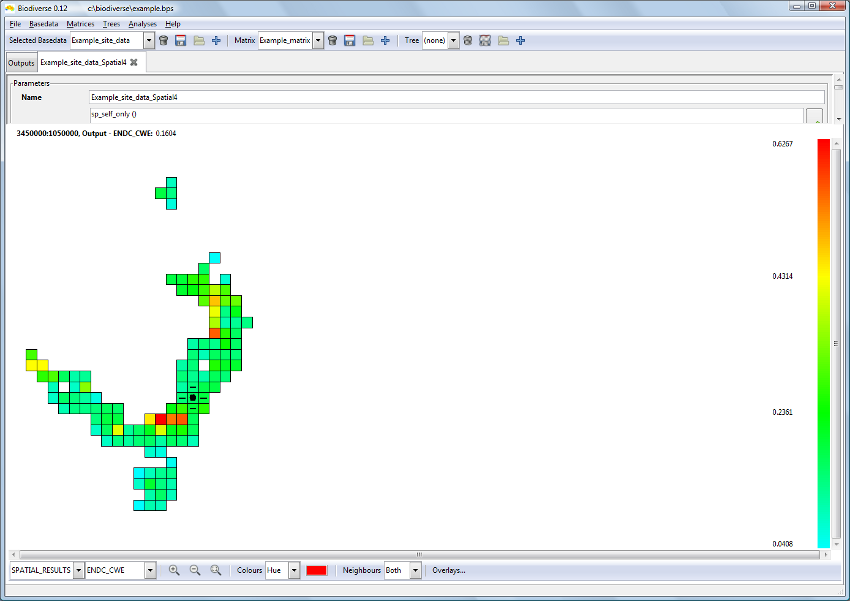 Biodiverse 0.12 c:\biodiverse\example.bps
File Basedata Matrices Trees Analyses Help
Selected Basedata Example_site_data Matrix Example_matrix Tree (none)
Outputs Example_site_data_Spatial4
Parameters
Name Example_site_data_Spatial4
sp_self_only ()
3450000:1050000, Output - ENDC_CWE: 0.1604
0.6267
0.4314
0.2361
0.0408
SPATIAL_RESULTS ENDC_CWE Colours Hue Neighbours Both Overlays...